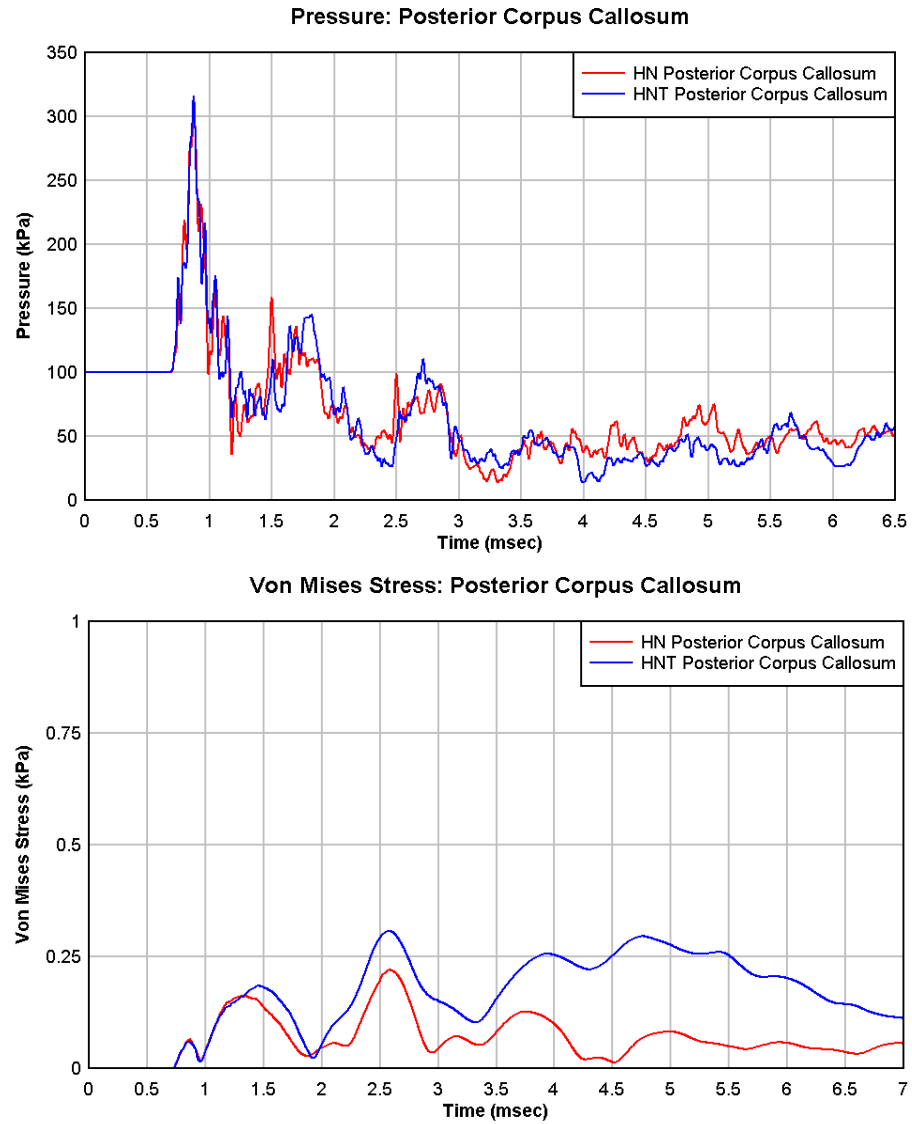 Pressure: Posterior Corpus Callosum
350
300
250
200
150
100
50
0
Pressure (kPa)
HN Posterior Corpus Callosum
HNT Posterior Corpus Callosum
0 0.5 1 1.5 2 2.5 3 3.5 4 4.5 5 5.5 6 6.5
Time (msec)
Von Mises Stress: Posterior Corpus Callosum
1
0.75
0.5
0.25
0
Von Mises Stress (kPa)
HN Posterior Corpus Callosum
HNT Posterior Corpus Callosum
0 0.5 1 1.5 2 2.5 3 3.5 4 4.5 5 5.5 6 6.5 7
Time (msec)